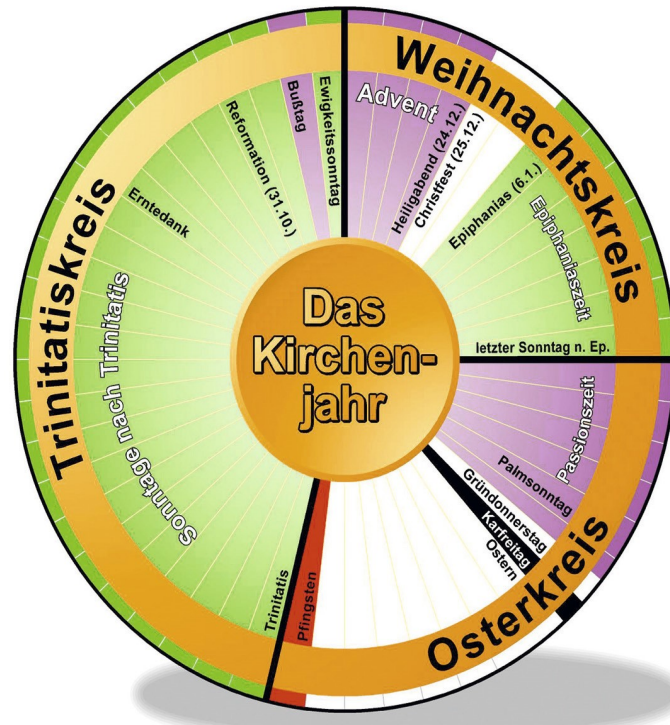 Das
Kirchen-
jahr
Weihnachtskreis
Advent
Heiligabend (24.12.)
Christfest (25.12.)
Epiphanias (6.1.)
Epiphaniaszeit
letzter Sonntag n. Ep.
Osterkreis
Passionszeit
Palmsonntag
Gründonnerstag
Karfreitag
Ostern
Pfingsten
Trinitatiskreis
Trinitatis
Sonntage nach Trinitatis
Erntedank
Reformation (31.10.)
Bußtag
Ewigkeitssonntag